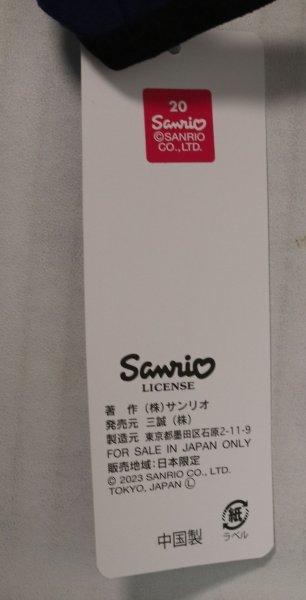 20
Sanrio
©SANRIO
CO.,LTD.
Sanrio
LICENSE
著　作 (株)サンリオ
発売元 三誠 (株)
製造元 東京都墨田区石原2-11-9
FOR SALE IN JAPAN ONLY
販売地域:日本限定
© 2023 SANRIO CO., LTD.
TOKYO, JAPAN Ⓛ
紙
ラベル
中国製